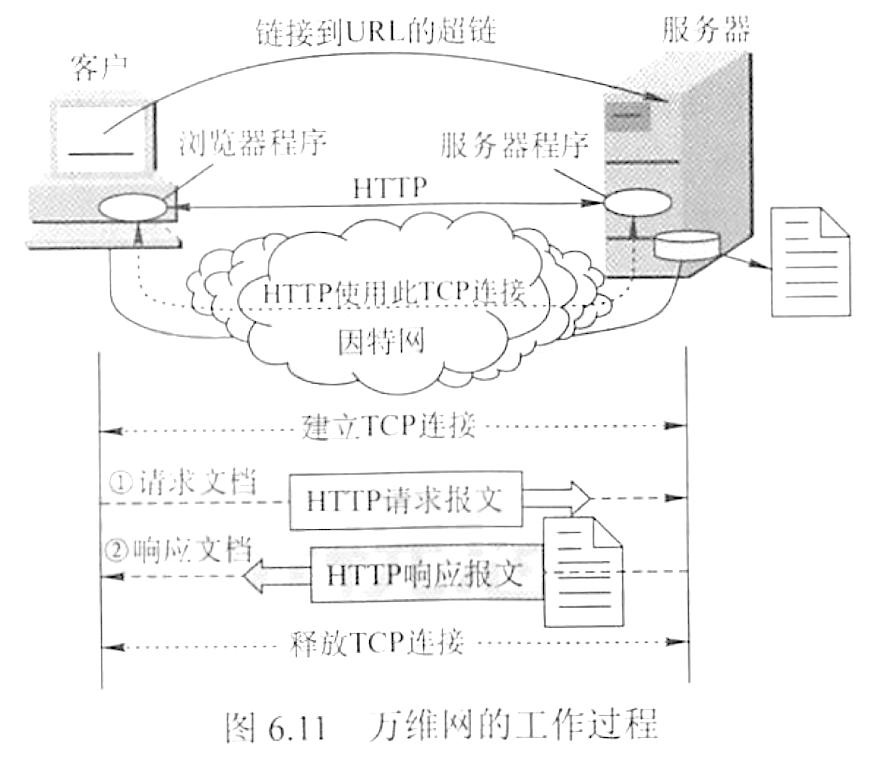 链接到URL的超链
服务器
客户
浏览器程序
服务器程序
HTTP
HTTP使用此TCP连接
因特网
建立TCP连接
①请求文档
HTTP请求报文
②响应文档
HTTP响应报文
释放TCP连接
图 6.11 万维网的工作过程